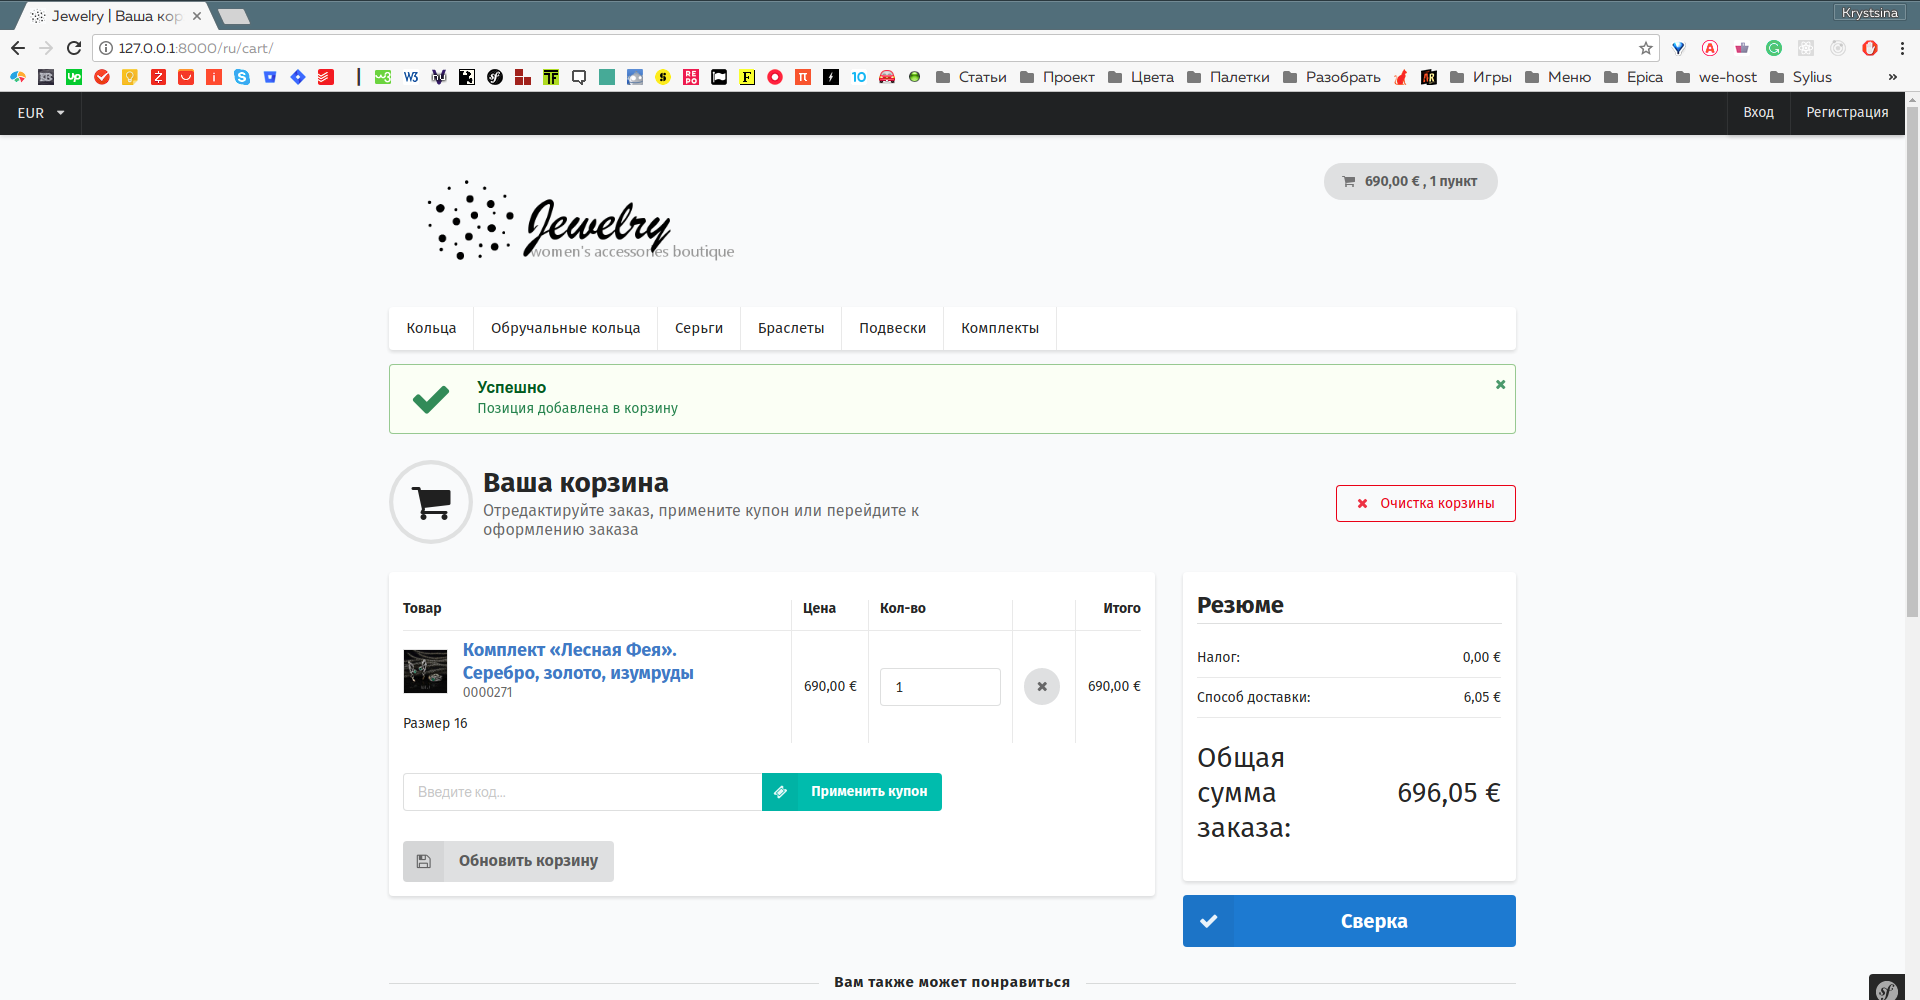 Jewelry | Ваша кор
Krystsina
127.0.0.1:8000/ru/cart/
Статьи Проект Цвета Палетки Разобрать Игры Меню Epica we-host Sylius »
EUR
Вход Регистрация
690,00 € , 1 пункт
Jewelry
women's accessories boutique
Кольца Обручальные кольца Серьги Браслеты Подвески Комплекты
Успешно
Позиция добавлена в корзину
Ваша корзина
Отредактируйте заказ, примените купон или перейдите к
оформлению заказа
Очистка корзины
Товар Цена Кол-во Итого
Комплект «Лесная Фея».
Серебро, золото, изумруды
0000271
690,00 € 1 690,00 €
Размер 16
Введите код...
Применить купон
Обновить корзину
Резюме
Налог: 0,00 €
Способ доставки: 6,05 €
Общая
сумма
заказа:
696,05 €
Сверка
Вам также может понравиться